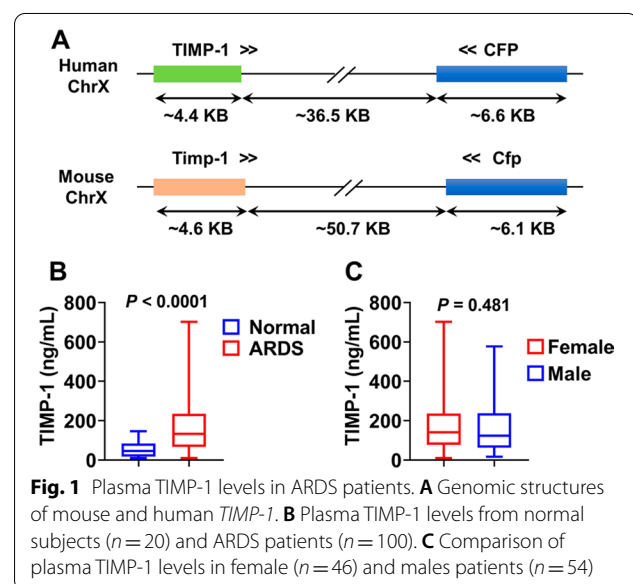 A
TIMP-1 >> << CFP
Human
ChrX
~4.4 KB ~36.5 KB ~6.6 KB
Timp-1 >> << Cfp
Mouse
ChrX
~4.6 KB ~50.7 KB ~6.1 KB
B
P < 0.0001
TIMP-1 (ng/mL)
800
600
400
200
0
Normal
ARDS
C
P = 0.481
TIMP-1 (ng/mL)
800
600
400
200
0
Female
Male
Fig. 1 Plasma TIMP-1 levels in ARDS patients. A Genomic structures
of mouse and human TIMP-1. B Plasma TIMP-1 levels from normal
subjects (n = 20) and ARDS patients (n = 100). C Comparison of
plasma TIMP-1 levels in female (n = 46) and males patients (n = 54)